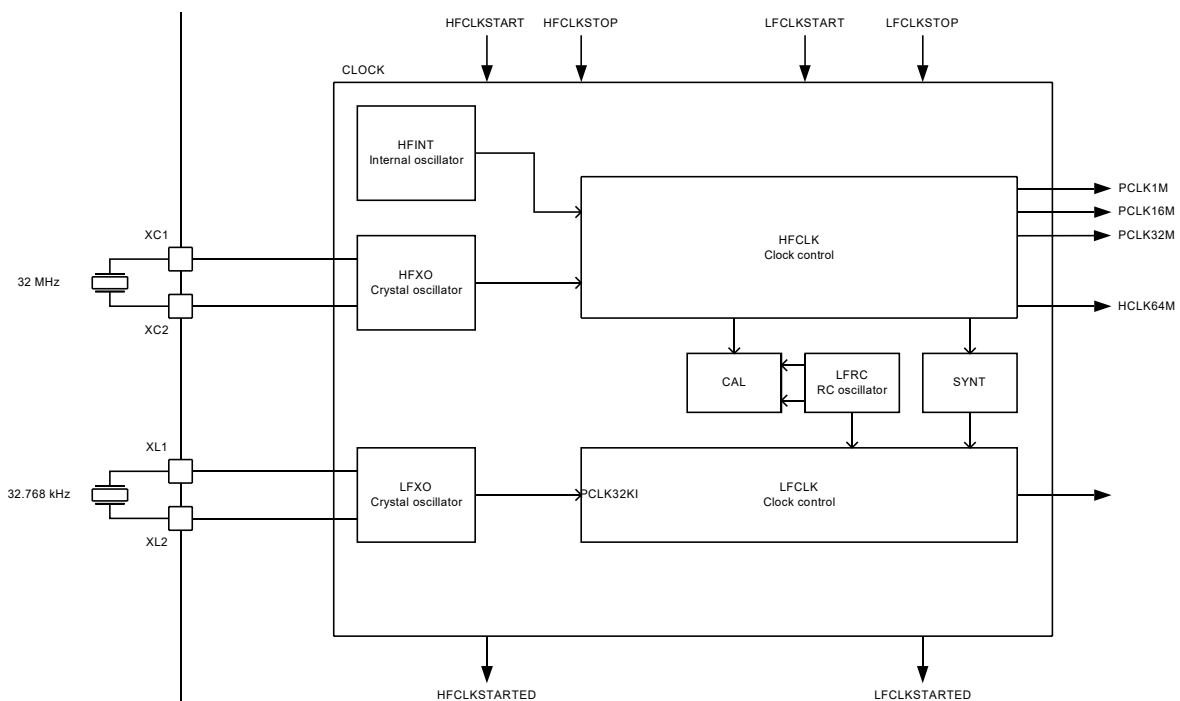 HFCLKSTART HFCLKSTOP LFCLKSTART LFCLKSTOP
CLOCK
HFINT
Internal oscillator
PCLK1M
PCLK16M
PCLK32M
HFCLK
Clock control
XC1
32 MHz
HFXO
Crystal oscillator
XC2
HCLK64M
CAL
LFRC
RC oscillator
SYNT
XL1
32.768 kHz
LFXO
Crystal oscillator
PCLK32KI
LFCLK
Clock control
XL2
HFCLKSTARTED LFCLKSTARTED